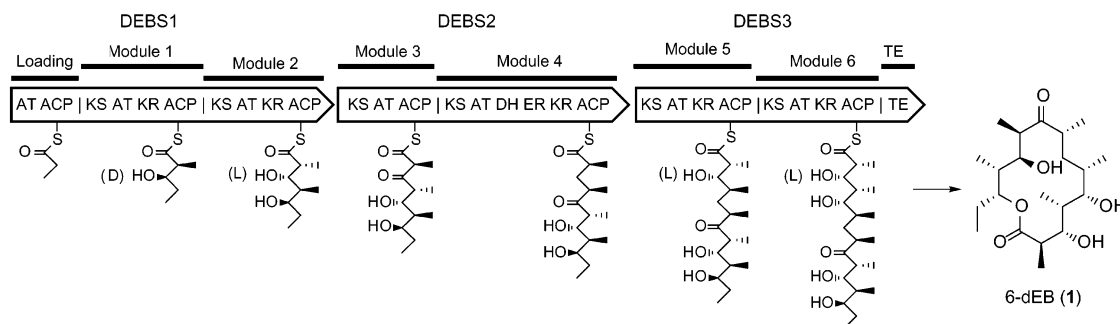 DEBS1 DEBS2 DEBS3
Loading Module 1 Module 2 Module 3 Module 4 Module 5 Module 6 TE
AT ACP | KS AT KR ACP | KS AT KR ACP KS AT ACP | KS AT DH ER KR ACP KS AT KR ACP | KS AT KR ACP | TE
S S S S S S S
O O O O O O O O
(D) HO (L) HO O (L) HO (L) HO OH
HO HO O O O OH
HO HO HO O OH
HO HO HO
HO
6-dEB (1)